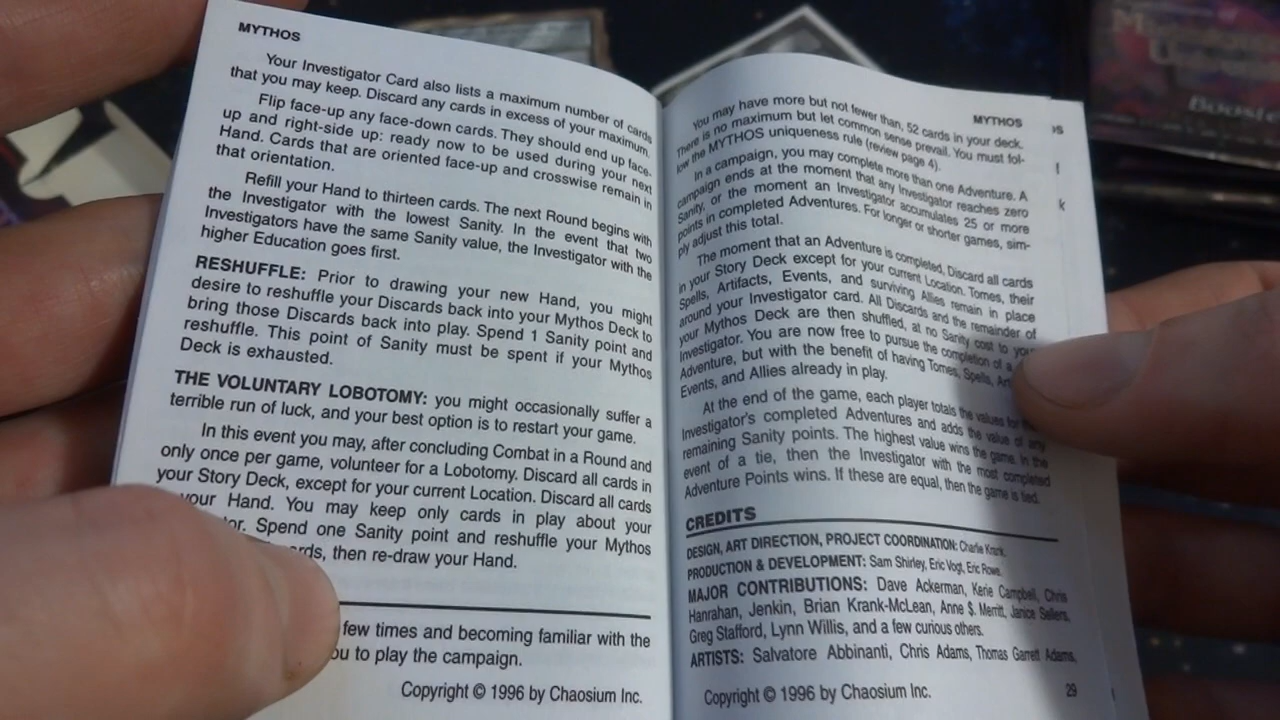 MYTHOS
Your Investigator Card also lists a maximum number of cards
that you may keep. Discard any cards in excess of your maximum.
Flip face-up any face-down cards. They should end up face-
up and right-side up: ready now to be used during your next
Hand. Cards that are oriented face-up and crosswise remain in
that orientation.
Refill your Hand to thirteen cards. The next Round begins with
the Investigator with the lowest Sanity. In the event that two
Investigators have the same Sanity value, the Investigator with the
higher Education goes first.
RESHUFFLE: Prior to drawing your new Hand, you might
desire to reshuffle your Discards back into your Mythos Deck to
bring those Discards back into play. Spend 1 Sanity point and
reshuffle. This point of Sanity must be spent if your Mythos
Deck is exhausted.
THE VOLUNTARY LOBOTOMY: you might occasionally suffer a
terrible run of luck, and your best option is to restart your game.
In this event you may, after concluding Combat in a Round and
only once per game, volunteer for a Lobotomy. Discard all cards in
your Story Deck, except for your current Location. Discard all cards
your Hand. You may keep only cards in play about your
tor. Spend one Sanity point and reshuffle your Mythos
rds, then re-draw your Hand.
few times and becoming familiar with the
ou to play the campaign.
Copyright © 1996 by Chaosium Inc.
MYTHOS
You may have more but not fewer than, 52 cards in your deck.
There is no maximum but let common sense prevail. You must fol-
low the MYTHOS uniqueness rule (review page 4).
In a campaign, you may complete more than one Adventure. A
campaign ends at the moment that any Investigator reaches zero
Sanity, or the moment an Investigator accumulates 25 or more
points in completed Adventures. For longer or shorter games, sim-
ply adjust this total.
The moment that an Adventure is completed, Discard all cards
in your Story Deck except for your current Location. Tomes, their
Spells, Artifacts, Events, and surviving Allies remain in place
around your Investigator card. All Discards and the remainder of
your Mythos Deck are then shuffled, at no Sanity cost to your
Investigator. You are now free to pursue the completion of a
Adventure, but with the benefit of having Tomes, Spells, Art
Events, and Allies already in play.
At the end of the game, each player totals the values for
Investigator's completed Adventures and adds the value of any
remaining Sanity points. The highest value wins the game. In the
event of a tie, then the Investigator with the most completed
Adventure Points wins. If these are equal, then the game is tied.
CREDITS
DESIGN, ART DIRECTION, PROJECT COORDINATION: Charlie Krank.
PRODUCTION & DEVELOPMENT: Sam Shirley, Eric Vogt, Eric Rowe.
MAJOR CONTRIBUTIONS: Dave Ackerman, Kerie Campbell, Chris
Hanrahan, Jenkin, Brian Krank-McLean, Anne $. Merritt, Janice Sellers,
Greg Stafford, Lynn Willis, and a few curious others.
ARTISTS: Salvatore Abbinanti, Chris Adams, Thomas Garrett Adams,
Copyright © 1996 by Chaosium Inc.
29
Booste